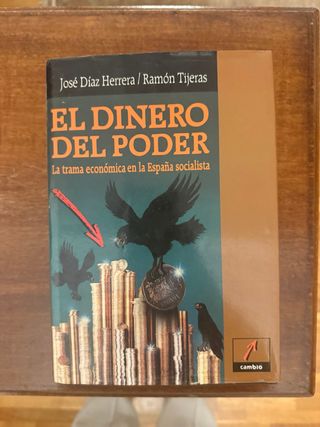 José Díaz Herrera / Ramón Tijeras
EL DINERO
DEL PODER
La trama económica en la España socialista
cambio